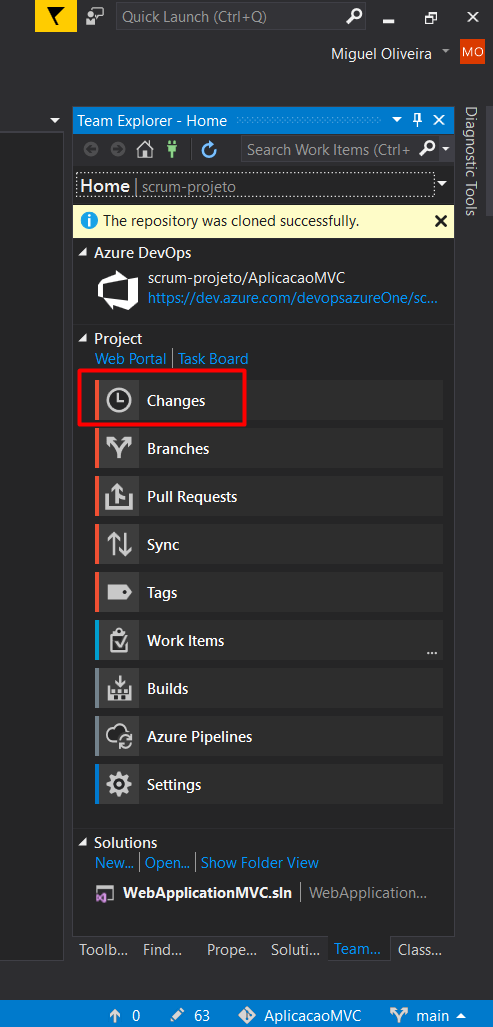 Quick Launch (Ctrl+Q)
Miguel Oliveira MO
Team Explorer - Home
Search Work Items (Ctrl+
Home | scrum-projeto
The repository was cloned successfully.
Azure DevOps
scrum-projeto/AplicacaoMVC
https://dev.azure.com/devopsazureOne/sc...
Project
Web Portal | Task Board
Changes
Branches
Pull Requests
Sync
Tags
Work Items
...
Builds
Azure Pipelines
Settings
Solutions
New... | Open... | Show Folder View
WebApplicationMVC.sln | WebApplication...
Toolb... Find... Prope... Soluti... Team... Class...
0 63 AplicacaoMVC main
Diagnostic Tools